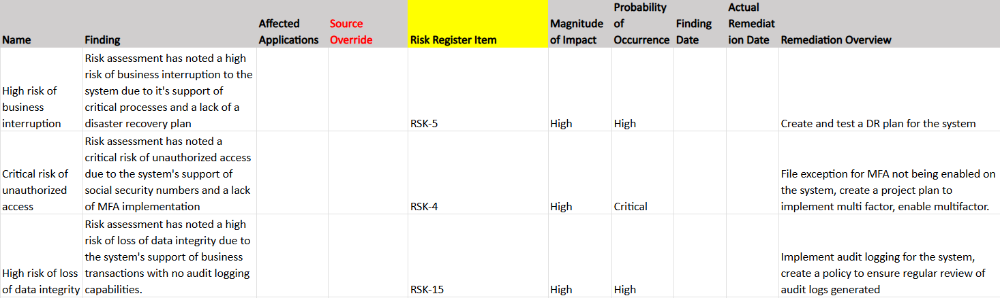 Name Finding Affected Applications Source Override Risk Register Item Magnitude of Impact Probability of Occurrence Finding Date Actual Remediat ion Date Remediation Overview
High risk of
business
interruption
Risk assessment has noted a high
risk of business interruption to the
system due to it's support of
critical processes and a lack of a
disaster recovery plan
RSK-5
High
High
Create and test a DR plan for the system
Critical risk of
unauthorized
access
Risk assessment has noted a
critical risk of unauthorized access
due to the system's support of
social security numbers and a lack
of MFA implementation
RSK-4
High
Critical
File exception for MFA not being enabled on
the system, create a project plan to
implement multi factor, enable multifactor.
High risk of loss
of data integrity
Risk assessment has noted a high
risk of loss of data integrity due to
the system's support of business
transactions with no audit logging
capabilities.
RSK-15
High
High
Implement audit logging for the system,
create a policy to ensure regular review of
audit logs generated